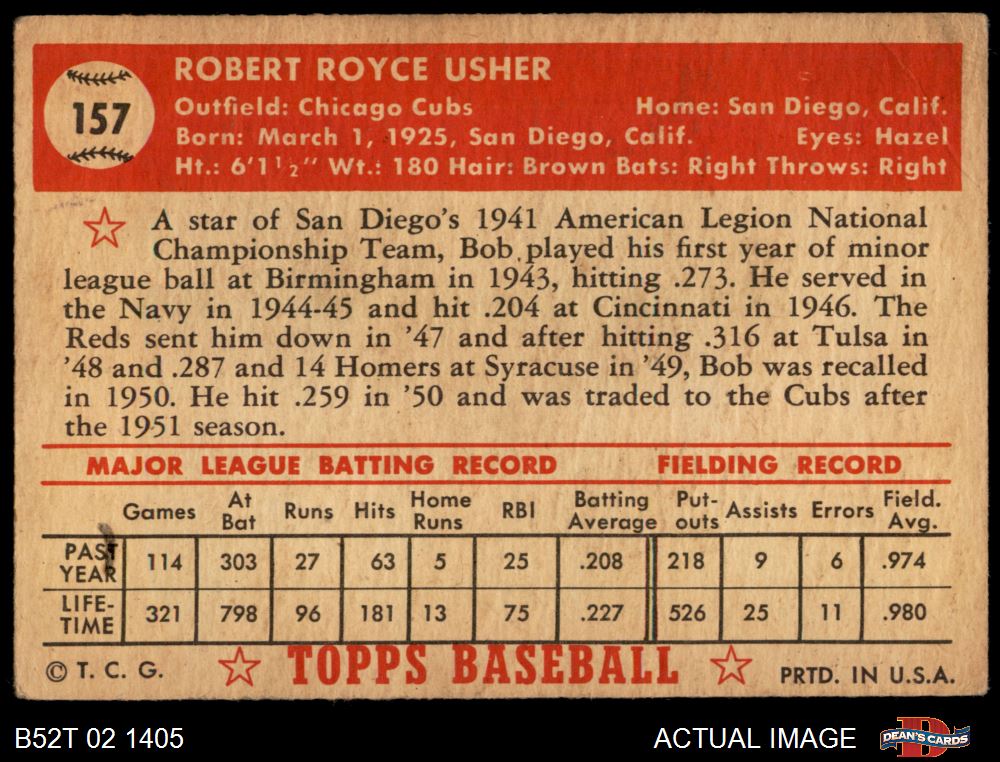 157
ROBERT ROYCE USHER
Outfield: Chicago Cubs Home: San Diego, Calif.
Born: March 1, 1925, San Diego, Calif. Eyes: Hazel
Ht.: 6'1½" Wt.: 180 Hair: Brown Bats: Right Throws: Right
A star of San Diego's 1941 American Legion National
Championship Team, Bob played his first year of minor
league ball at Birmingham in 1943, hitting .273. He served in
the Navy in 1944-45 and hit .204 at Cincinnati in 1946. The
Reds sent him down in '47 and after hitting .316 at Tulsa in
'48 and .287 and 14 Homers at Syracuse in '49, Bob was recalled
in 1950. He hit .259 in '50 and was traded to the Cubs after
the 1951 season.
MAJOR LEAGUE BATTING RECORD FIELDING RECORD
Games At Bat Runs Hits Home Runs RBI Batting Average Put-outs Assists Errors Field. Avg.
PAST YEAR 114 303 27 63 5 25 .208 218 9 6 .974
LIFE-TIME 321 798 96 181 13 75 .227 526 25 11 .980
© T. C. G. TOPPS BASEBALL PRTD. IN U.S.A.
B52T 02 1405 ACTUAL IMAGE D DEAN'S CARDS